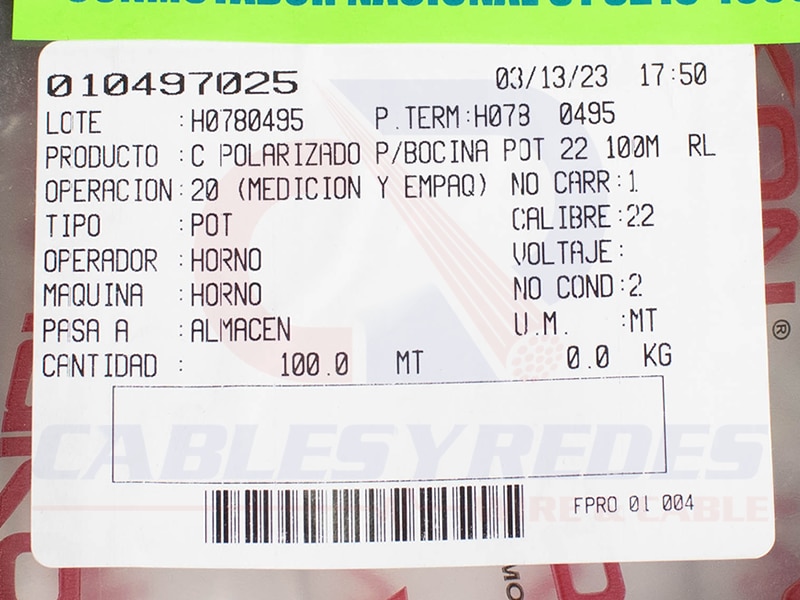 010497025 03/13/23 17:50
LOTE :H0780495 P.TERM:H078 0495
PRODUCTO :C POLARIZADO P/BOCINA POT 22 100M RL
OPERACION:20 (MEDICION Y EMPAQ) NO CARR:1
TIPO :POT CALIBRE:22
OPERADOR :HORNO VOLTAJE:
MAQUINA :HORNO NO COND:2
PASA A :ALMACEN U.M. :MT
CANTIDAD : 100.0 MT 0.0 KG
CABLES Y REDES
WIRE & CABLE
FPRO 01 004
®